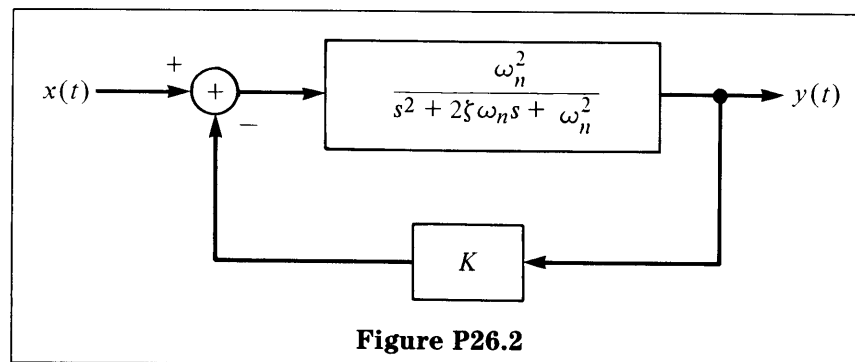 +
x(t)
+
−
ω_n^2
s^2 + 2ζω_n s + ω_n^2
y(t)
K
Figure P26.2